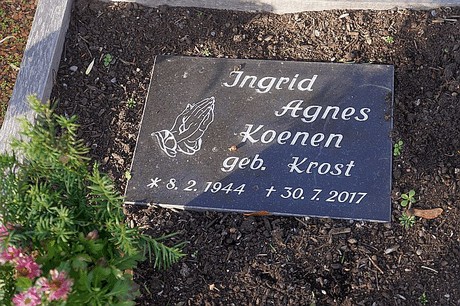 Ingrid
Agnes
Koenen
geb. Krost
* 8. 2. 1944 † 30. 7. 2017